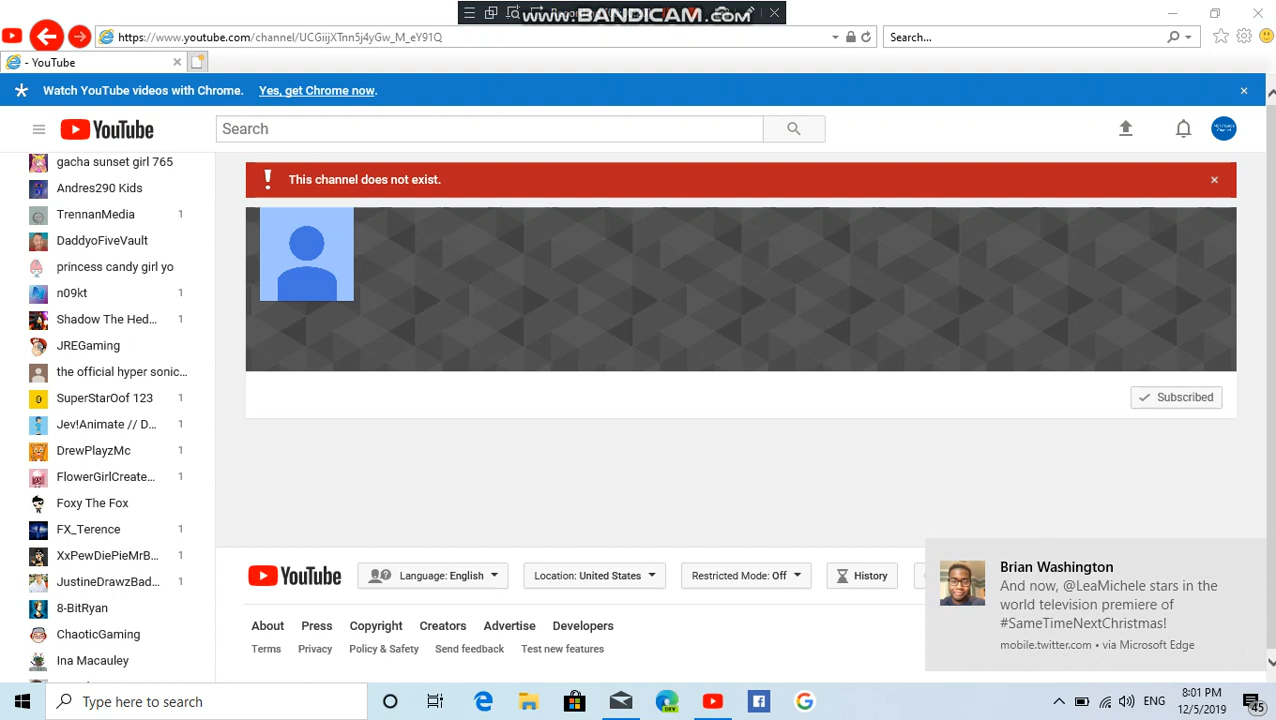 www.BANDICAM.com
https://www.youtube.com/channel/UCGiijXTnn5j4yGw_M_eY91Q
Search...
- YouTube
Watch YouTube videos with Chrome. Yes, get Chrome now.
YouTube
Search
gacha sunset girl 765
Andres290 Kids
TrennanMedia 1
DaddyoFiveVault
princess candy girl yo
n09kt 1
Shadow The Hed... 1
JREGaming
the official hyper sonic...
SuperStarOof 123 1
Jev!Animate // D... 1
DrewPlayzMc 1
FlowerGirlCreate... 1
Foxy The Fox
FX_Terence 1
XxPewDiePieMrB... 1
JustineDrawzBad... 1
8-BitRyan
ChaoticGaming
Ina Macauley
This channel does not exist.
Subscribed
YouTube
Language: English
Location: United States
Restricted Mode: Off
History
About Press Copyright Creators Advertise Developers
Terms Privacy Policy & Safety Send feedback Test new features
Brian Washington
And now, @LeaMichele stars in the
world television premiere of
#SameTimeNextChristmas!
mobile.twitter.com • via Microsoft Edge
Type here to search
DEV
ENG
8:01 PM
12/5/2019
45